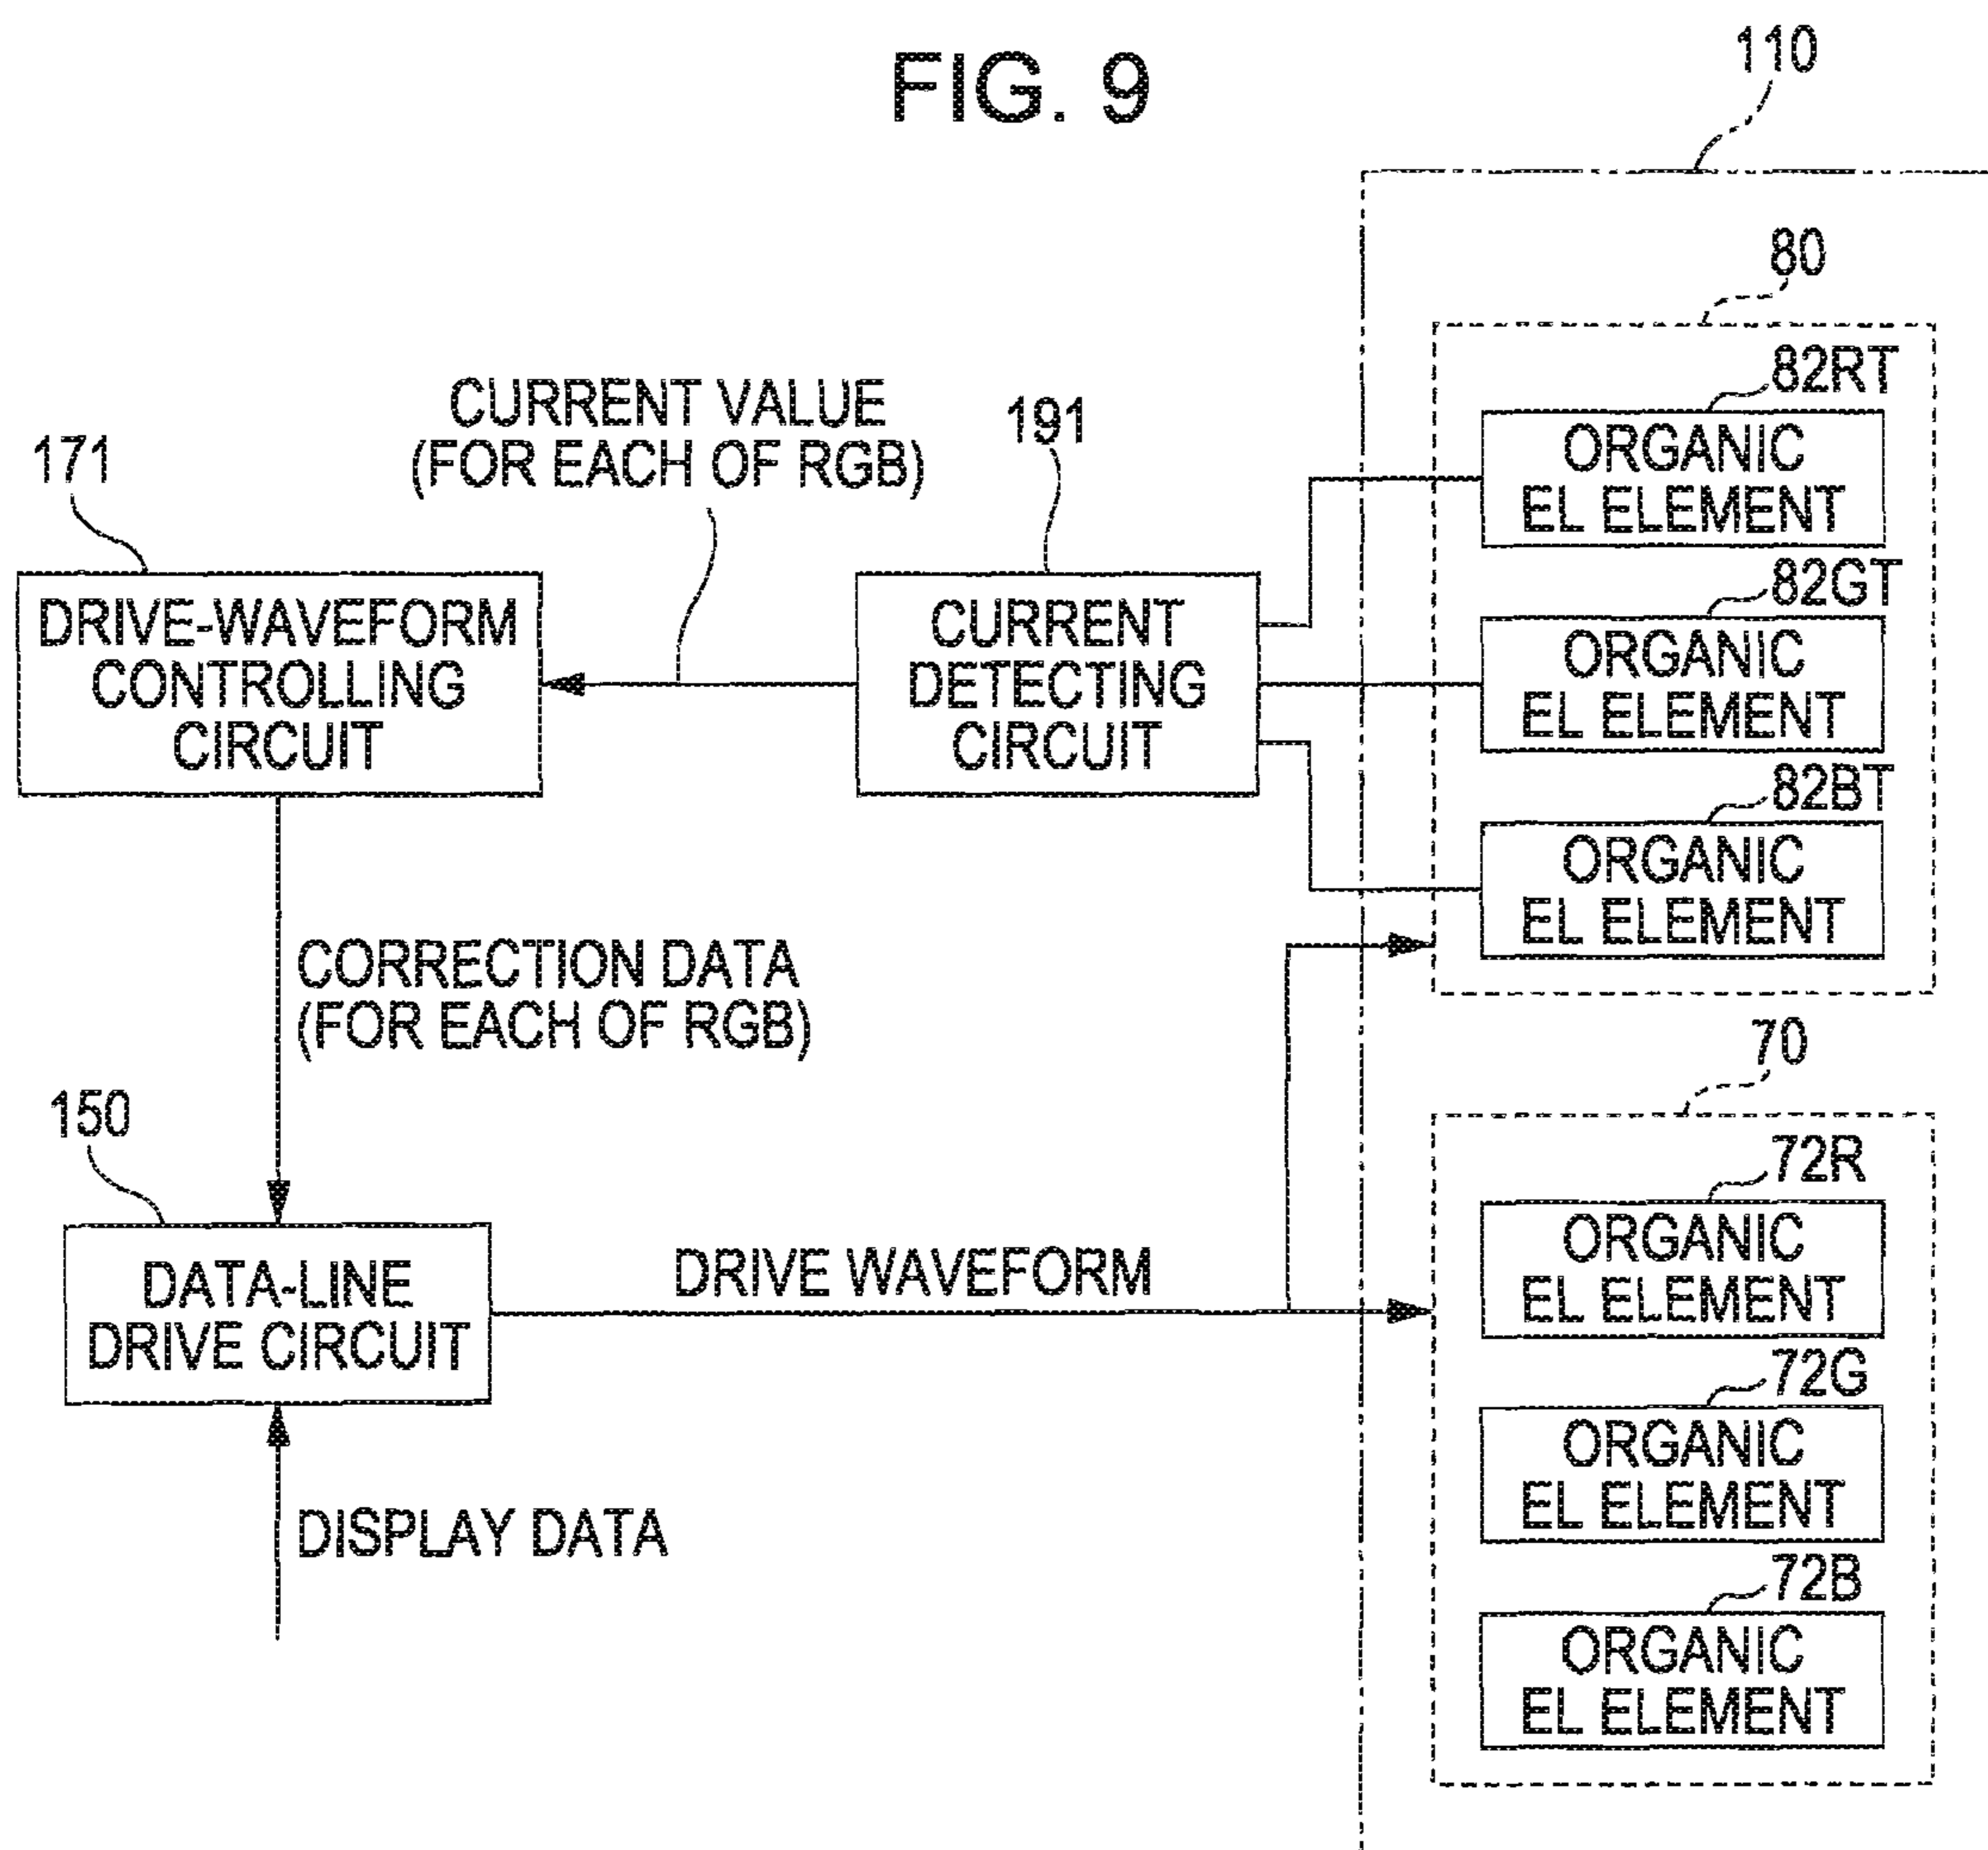 FIG. 9
110
80
82RT
ORGANIC
EL ELEMENT
82GT
ORGANIC
EL ELEMENT
82BT
ORGANIC
EL ELEMENT
CURRENT VALUE
(FOR EACH OF RGB)
191
171
DRIVE-WAVEFORM
CONTROLLING
CIRCUIT
CURRENT
DETECTING
CIRCUIT
CORRECTION DATA
(FOR EACH OF RGB)
150
DATA-LINE
DRIVE CIRCUIT
DRIVE WAVEFORM
DISPLAY DATA
70
72R
ORGANIC
EL ELEMENT
72G
ORGANIC
EL ELEMENT
72B
ORGANIC
EL ELEMENT